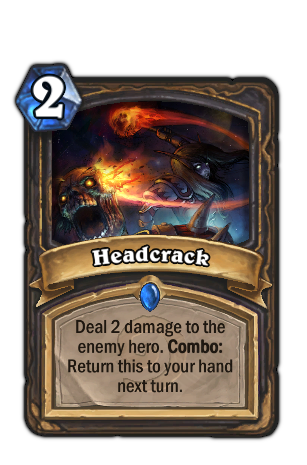 2
Headcrack
Deal 2 damage to the
enemy hero. Combo:
Return this to your hand
next turn.